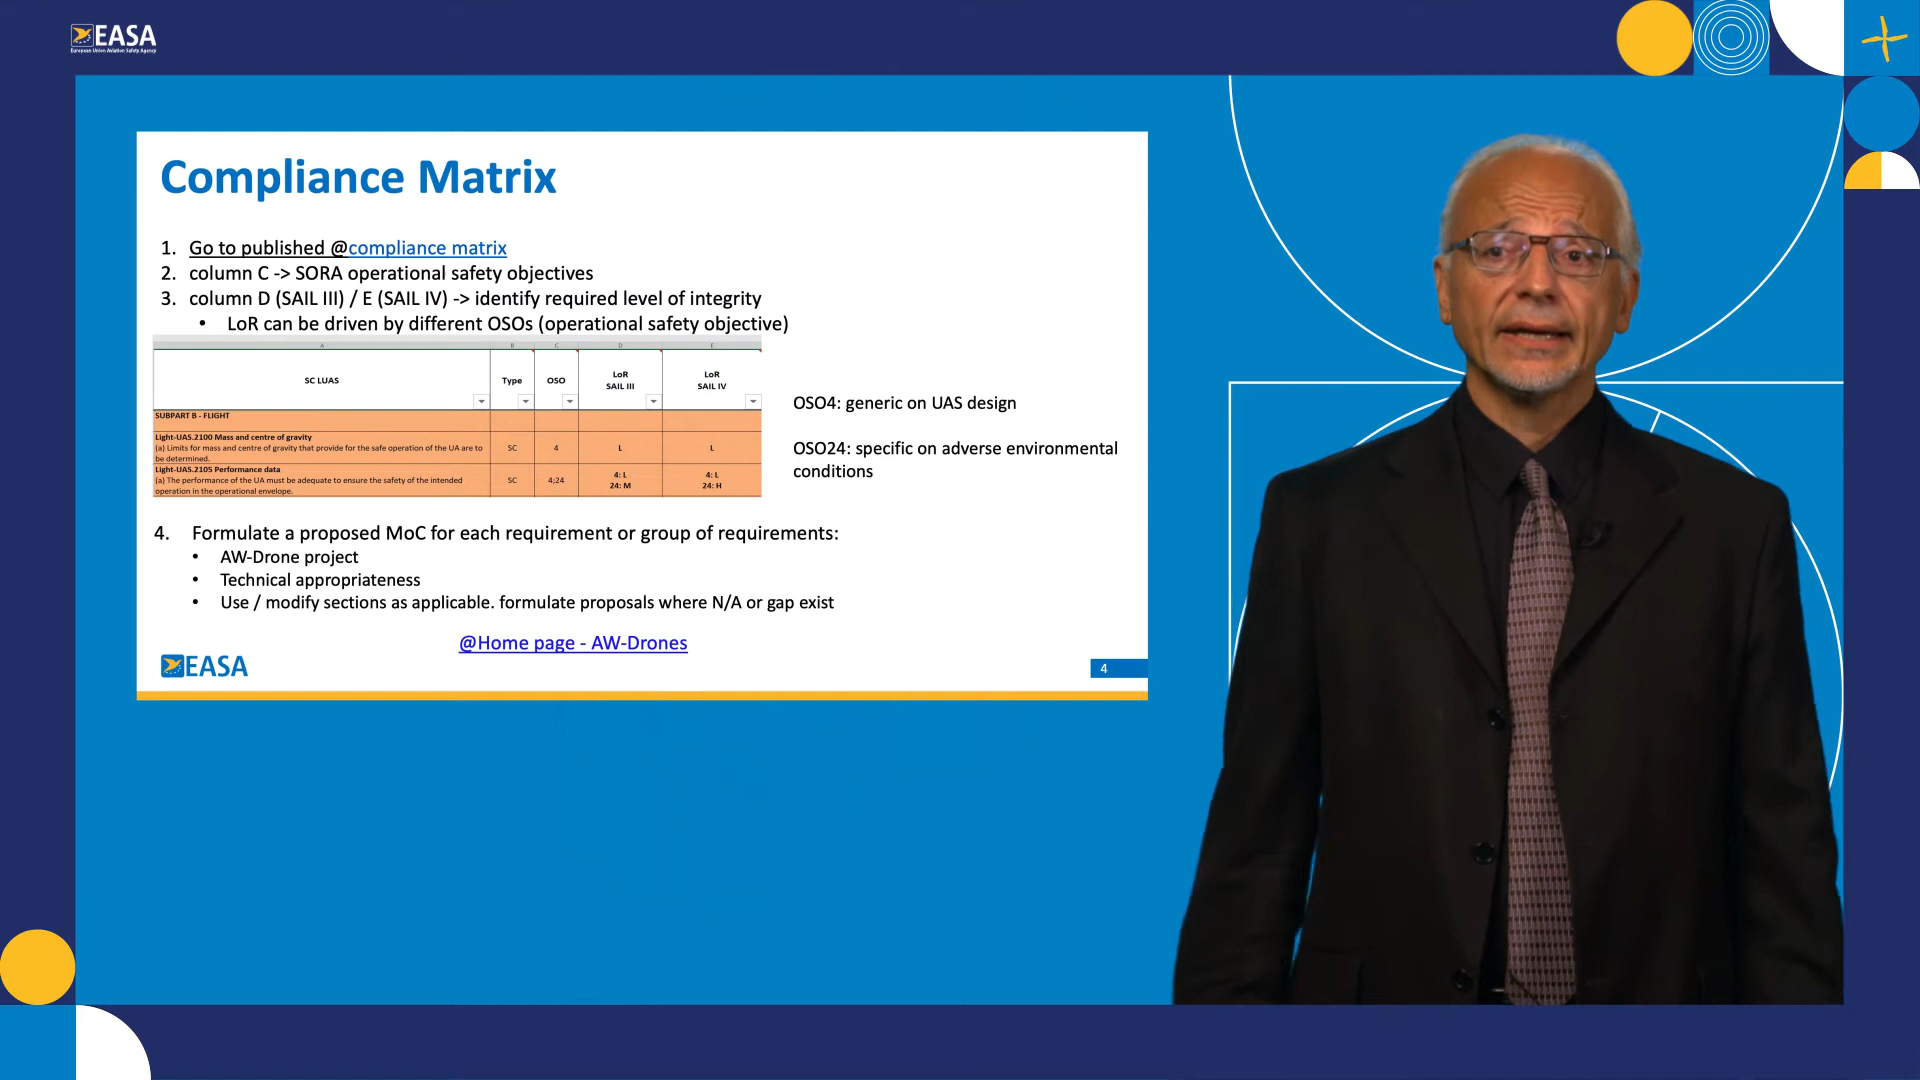 EASA
European Union Aviation Safety Agency
Compliance Matrix
1. Go to published @compliance matrix
2. column C -> SORA operational safety objectives
3. column D (SAIL III) / E (SAIL IV) -> identify required level of integrity
• LoR can be driven by different OSOs (operational safety objective)
A B C D E
SC LUAS Type OSO LoR SAIL III LoR SAIL IV
SUBPART B - FLIGHT
Light-UAS.2100 Mass and centre of gravity
(a) Limits for mass and centre of gravity that provide for the safe operation of the UA are to
be determined.
SC 4 L L
Light-UAS.2105 Performance data
(a) The performance of the UA must be adequate to ensure the safety of the intended
operation in the operational envelope.
SC 4;24 4: L 4: L
24: M 24: H
OSO4: generic on UAS design
OSO24: specific on adverse environmental
conditions
4. Formulate a proposed MoC for each requirement or group of requirements:
• AW-Drone project
• Technical appropriateness
• Use / modify sections as applicable. formulate proposals where N/A or gap exist
@Home page - AW-Drones
EASA
4